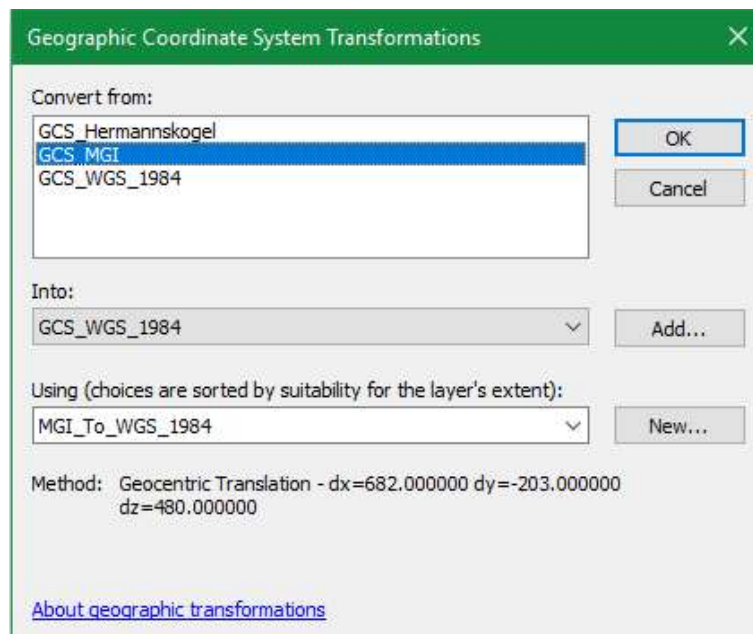 Geographic Coordinate System Transformations
Convert from:
GCS_Hermannskogel
GCS_MGI
GCS_WGS_1984
OK
Cancel
Into:
GCS_WGS_1984
Add...
Using (choices are sorted by suitability for the layer's extent):
MGI_To_WGS_1984
New...
Method: Geocentric Translation - dx=682.000000 dy=-203.000000
dz=480.000000
About geographic transformations